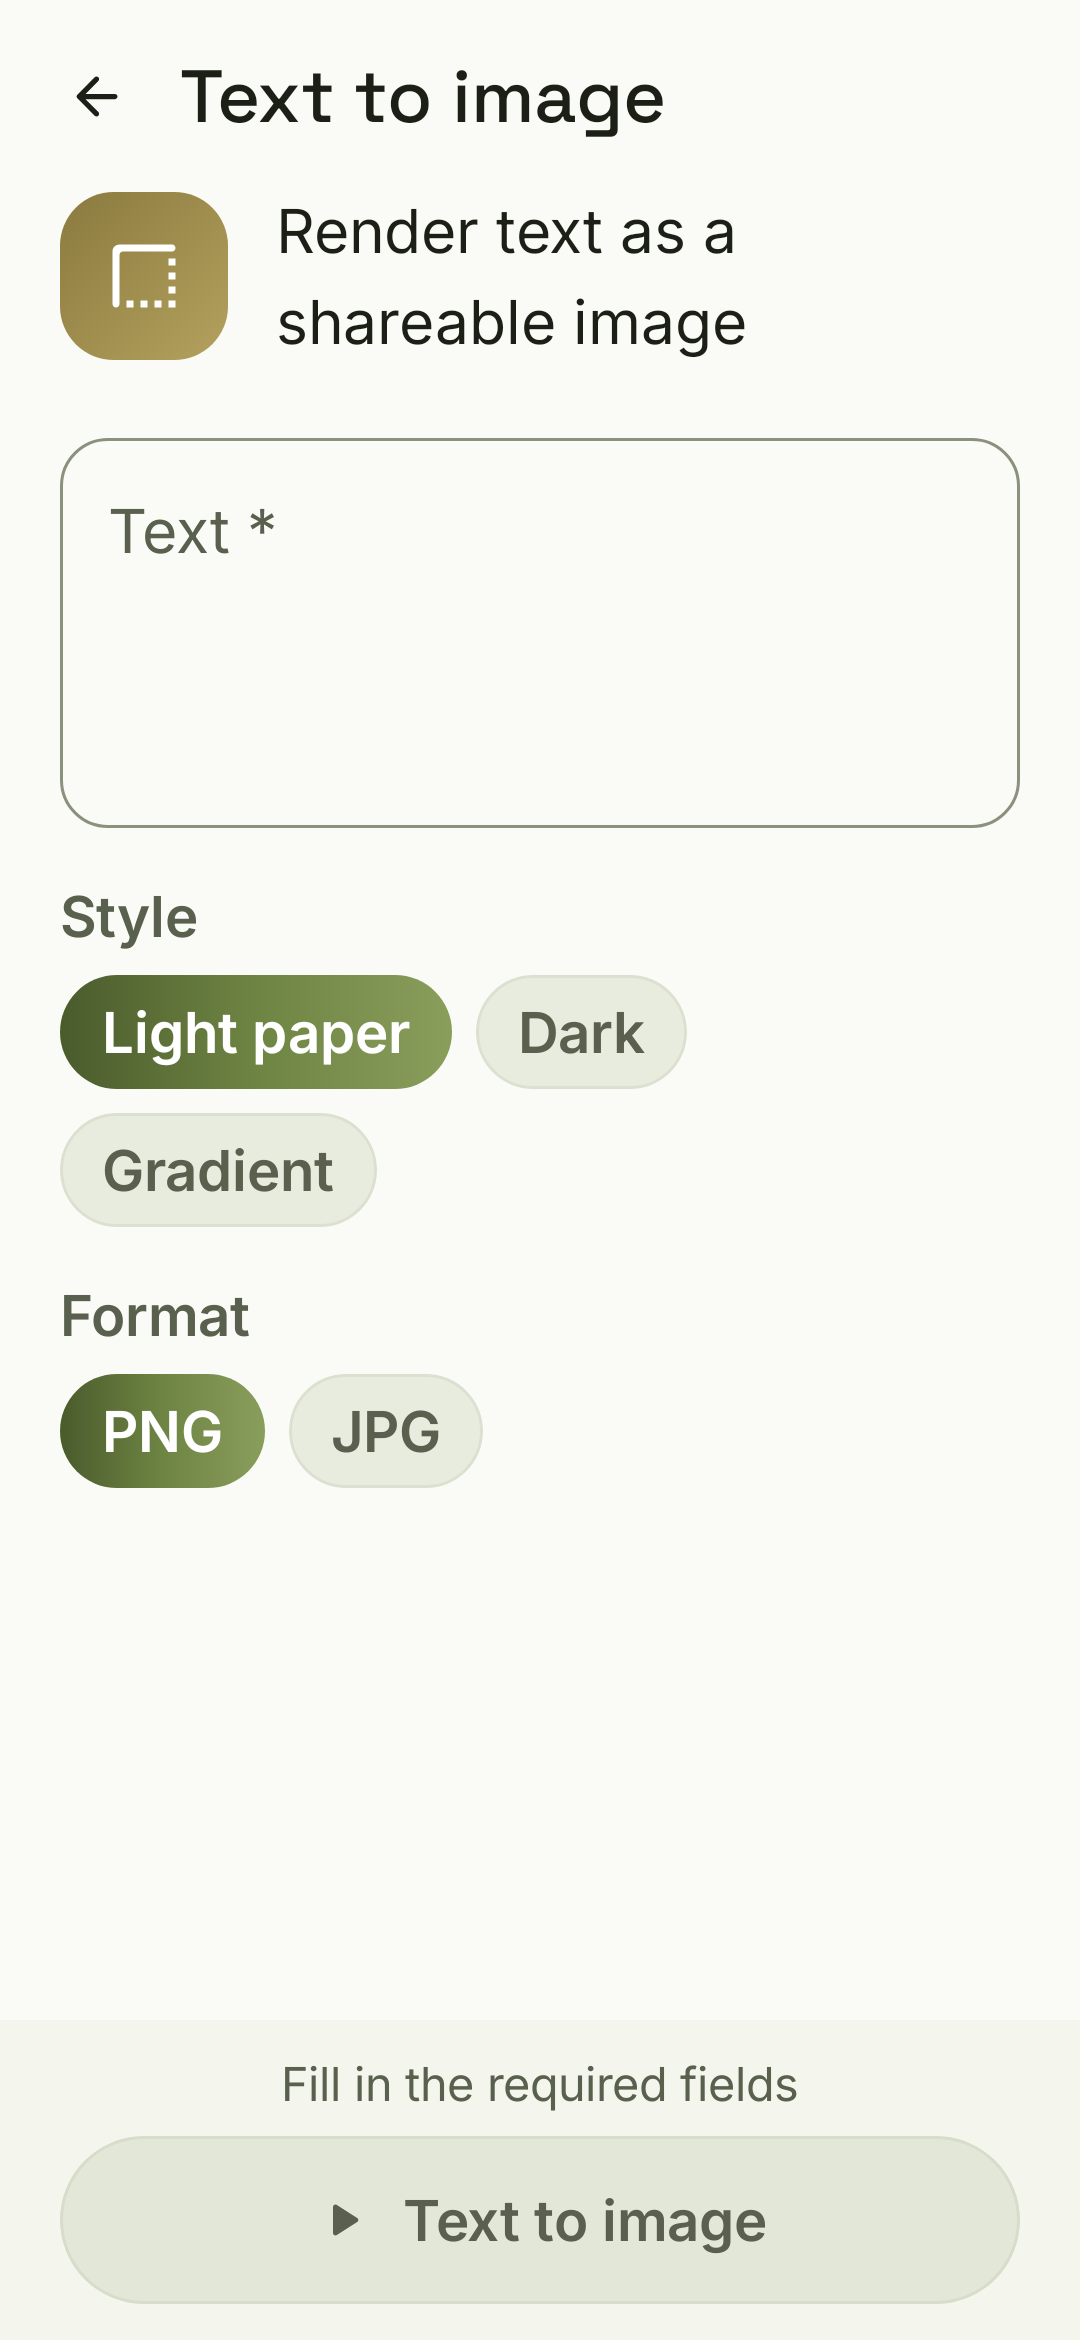 Text to image
Render text as a
shareable image
Text *
Style
Light paper
Dark
Gradient
Format
PNG
JPG
Fill in the required fields
Text to image